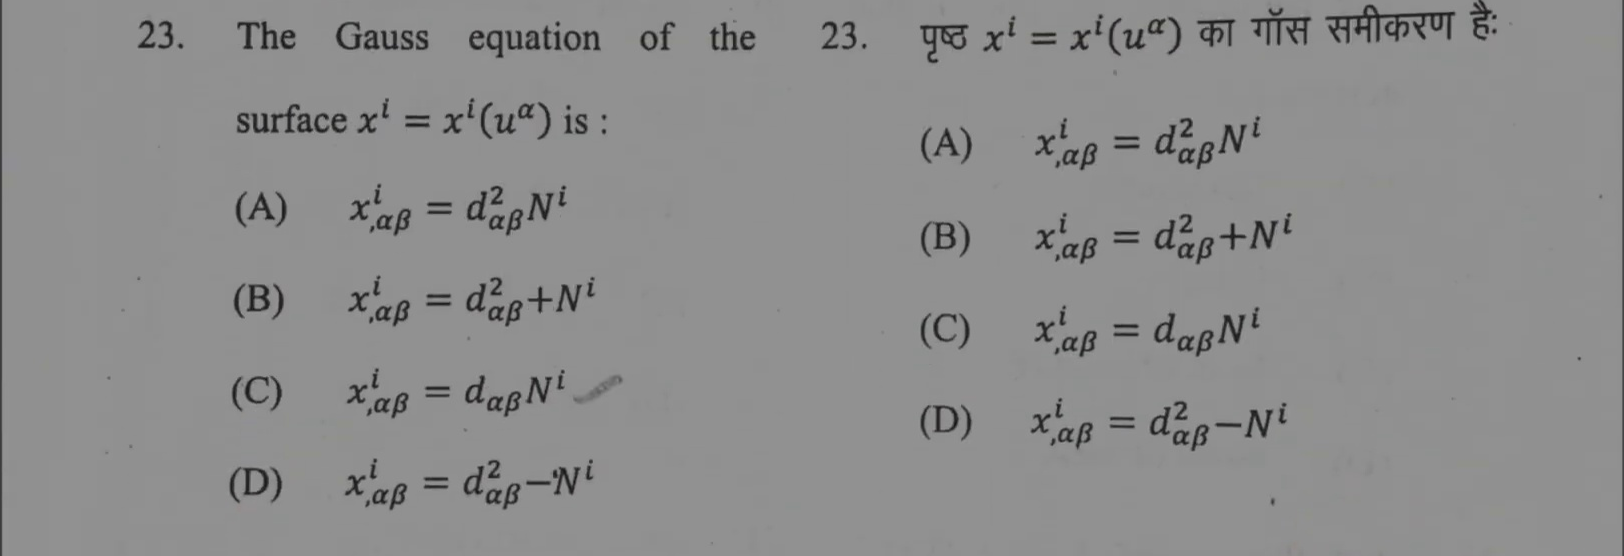 23. The Gauss equation of the
surface xⁱ = xⁱ(uᵅ) is :
(A) xⁱ,αβ = d²αβNⁱ
(B) xⁱ,αβ = d²αβ+Nⁱ
(C) xⁱ,αβ = dαβNⁱ
(D) xⁱ,αβ = d²αβ−Nⁱ
23. पृष्ठ xⁱ = xⁱ(uᵅ) का गॉस समीकरण है:
(A) xⁱ,αβ = d²αβNⁱ
(B) xⁱ,αβ = d²αβ+Nⁱ
(C) xⁱ,αβ = dαβNⁱ
(D) xⁱ,αβ = d²αβ−Nⁱ